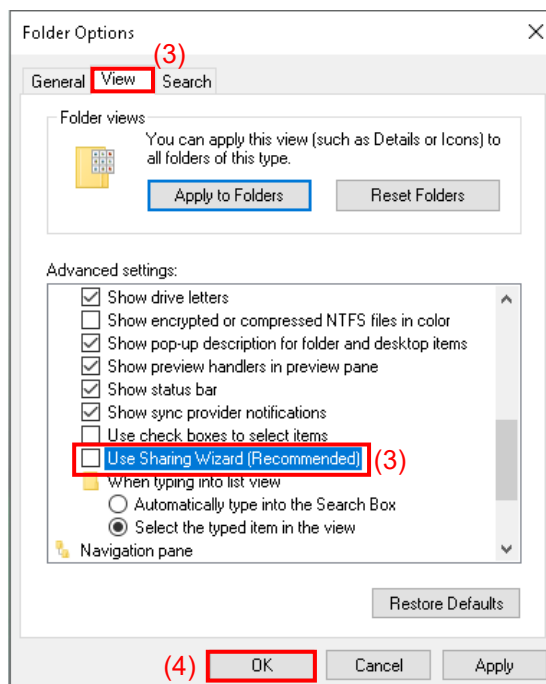 Folder Options
(3)
General View Search
Folder views
You can apply this view (such as Details or Icons) to
all folders of this type.
Apply to Folders Reset Folders
Advanced settings:
Show drive letters
Show encrypted or compressed NTFS files in color
Show pop-up description for folder and desktop items
Show preview handlers in preview pane
Show status bar
Show sync provider notifications
Use check boxes to select items
Use Sharing Wizard (Recommended) (3)
When typing into list view
Automatically type into the Search Box
Select the typed item in the view
Navigation pane
Restore Defaults
(4) OK Cancel Apply